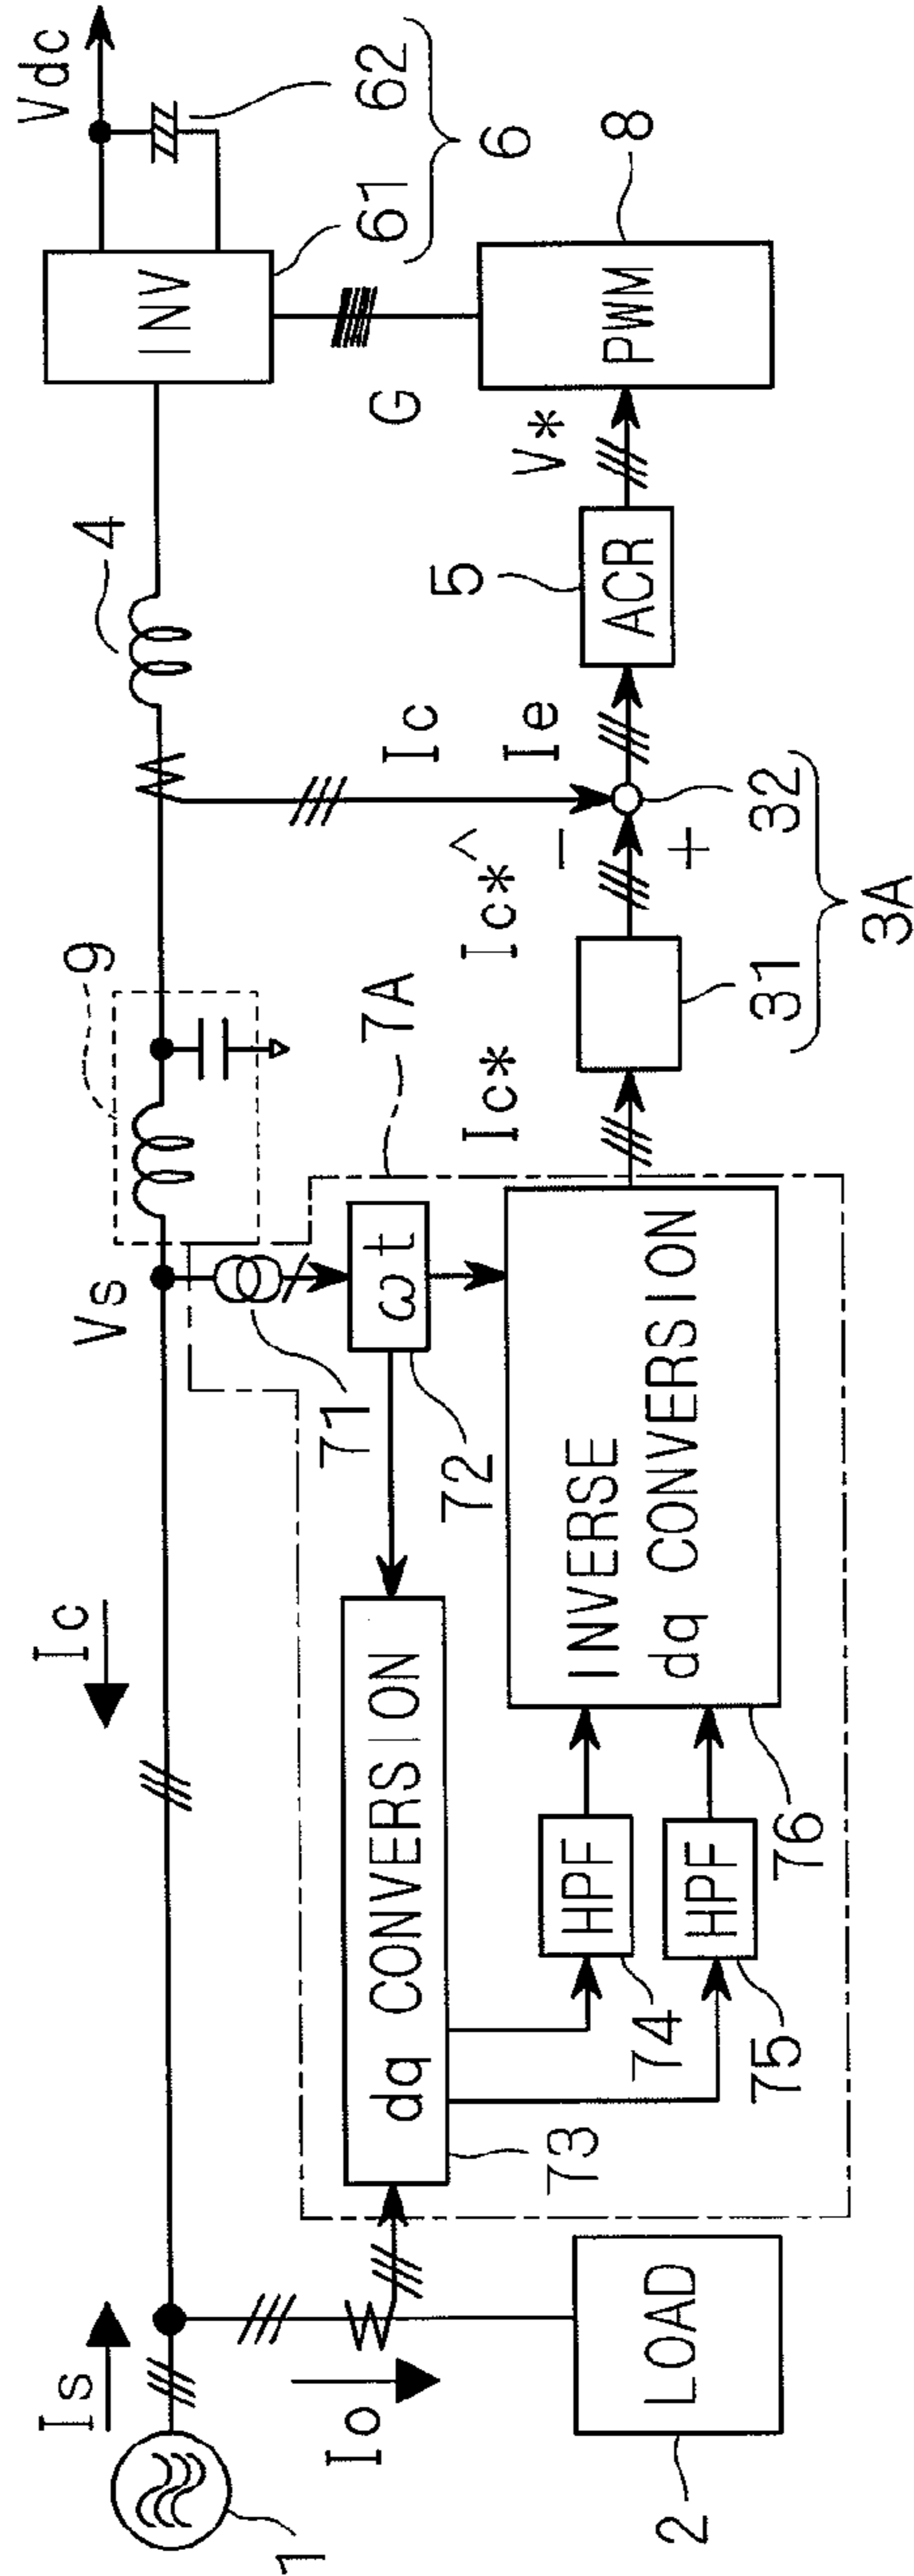 Is
1
Io
LOAD
2
Ic
Vs
9
4
INV
Vdc
61
62
6
71
ωt
72
7A
dq CONVERSION
73
HPF
74
HPF
75
INVERSE
dq CONVERSION
76
Ic*
31
Ic*^
−
+
32
3A
Ic
Ie
ACR
5
V*
G
PWM
8